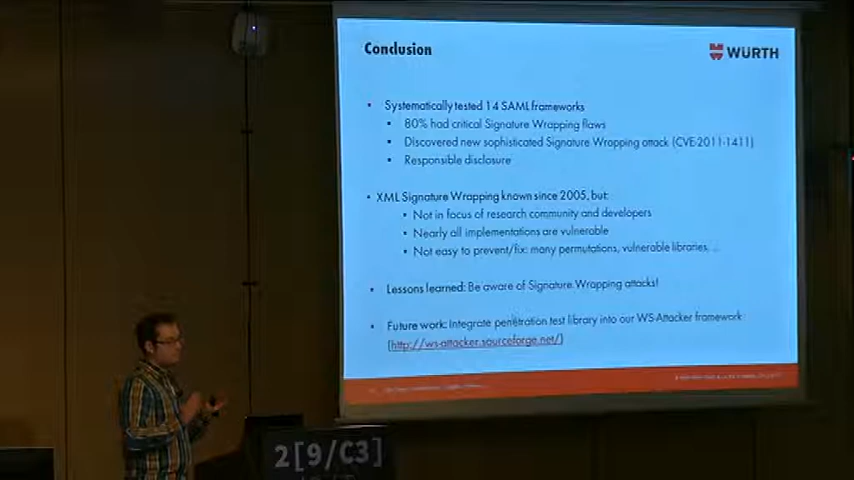 Conclusion
WÜRTH
• Systematically tested 14 SAML frameworks
• 80% had critical Signature Wrapping flaws
• Discovered new sophisticated Signature Wrapping attack (CVE-2011-1411)
• Responsible disclosure
• XML Signature Wrapping known since 2005, but:
• Not in focus of research community and developers
• Nearly all implementations are vulnerable
• Not easy to prevent/fix: many permutations, vulnerable libraries...
• Lessons learned: Be aware of Signature Wrapping attacks!
• Future work: Integrate penetration test library into our WS-Attacker framework
(http://ws-attacker.sourceforge.net/)
2[9/C3]